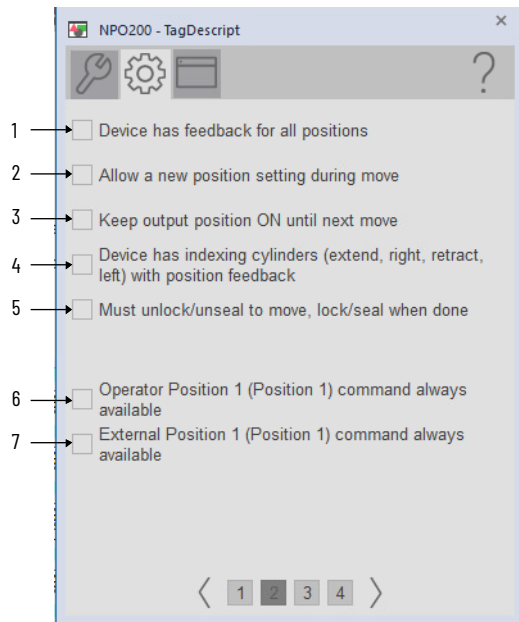 NPO200 - TagDescript
×
?
1
Device has feedback for all positions
2
Allow a new position setting during move
3
Keep output position ON until next move
4
Device has indexing cylinders (extend, right, retract,
left) with position feedback
5
Must unlock/unseal to move, lock/seal when done
6
Operator Position 1 (Position 1) command always
available
7
External Position 1 (Position 1) command always
available
1 2 3 4